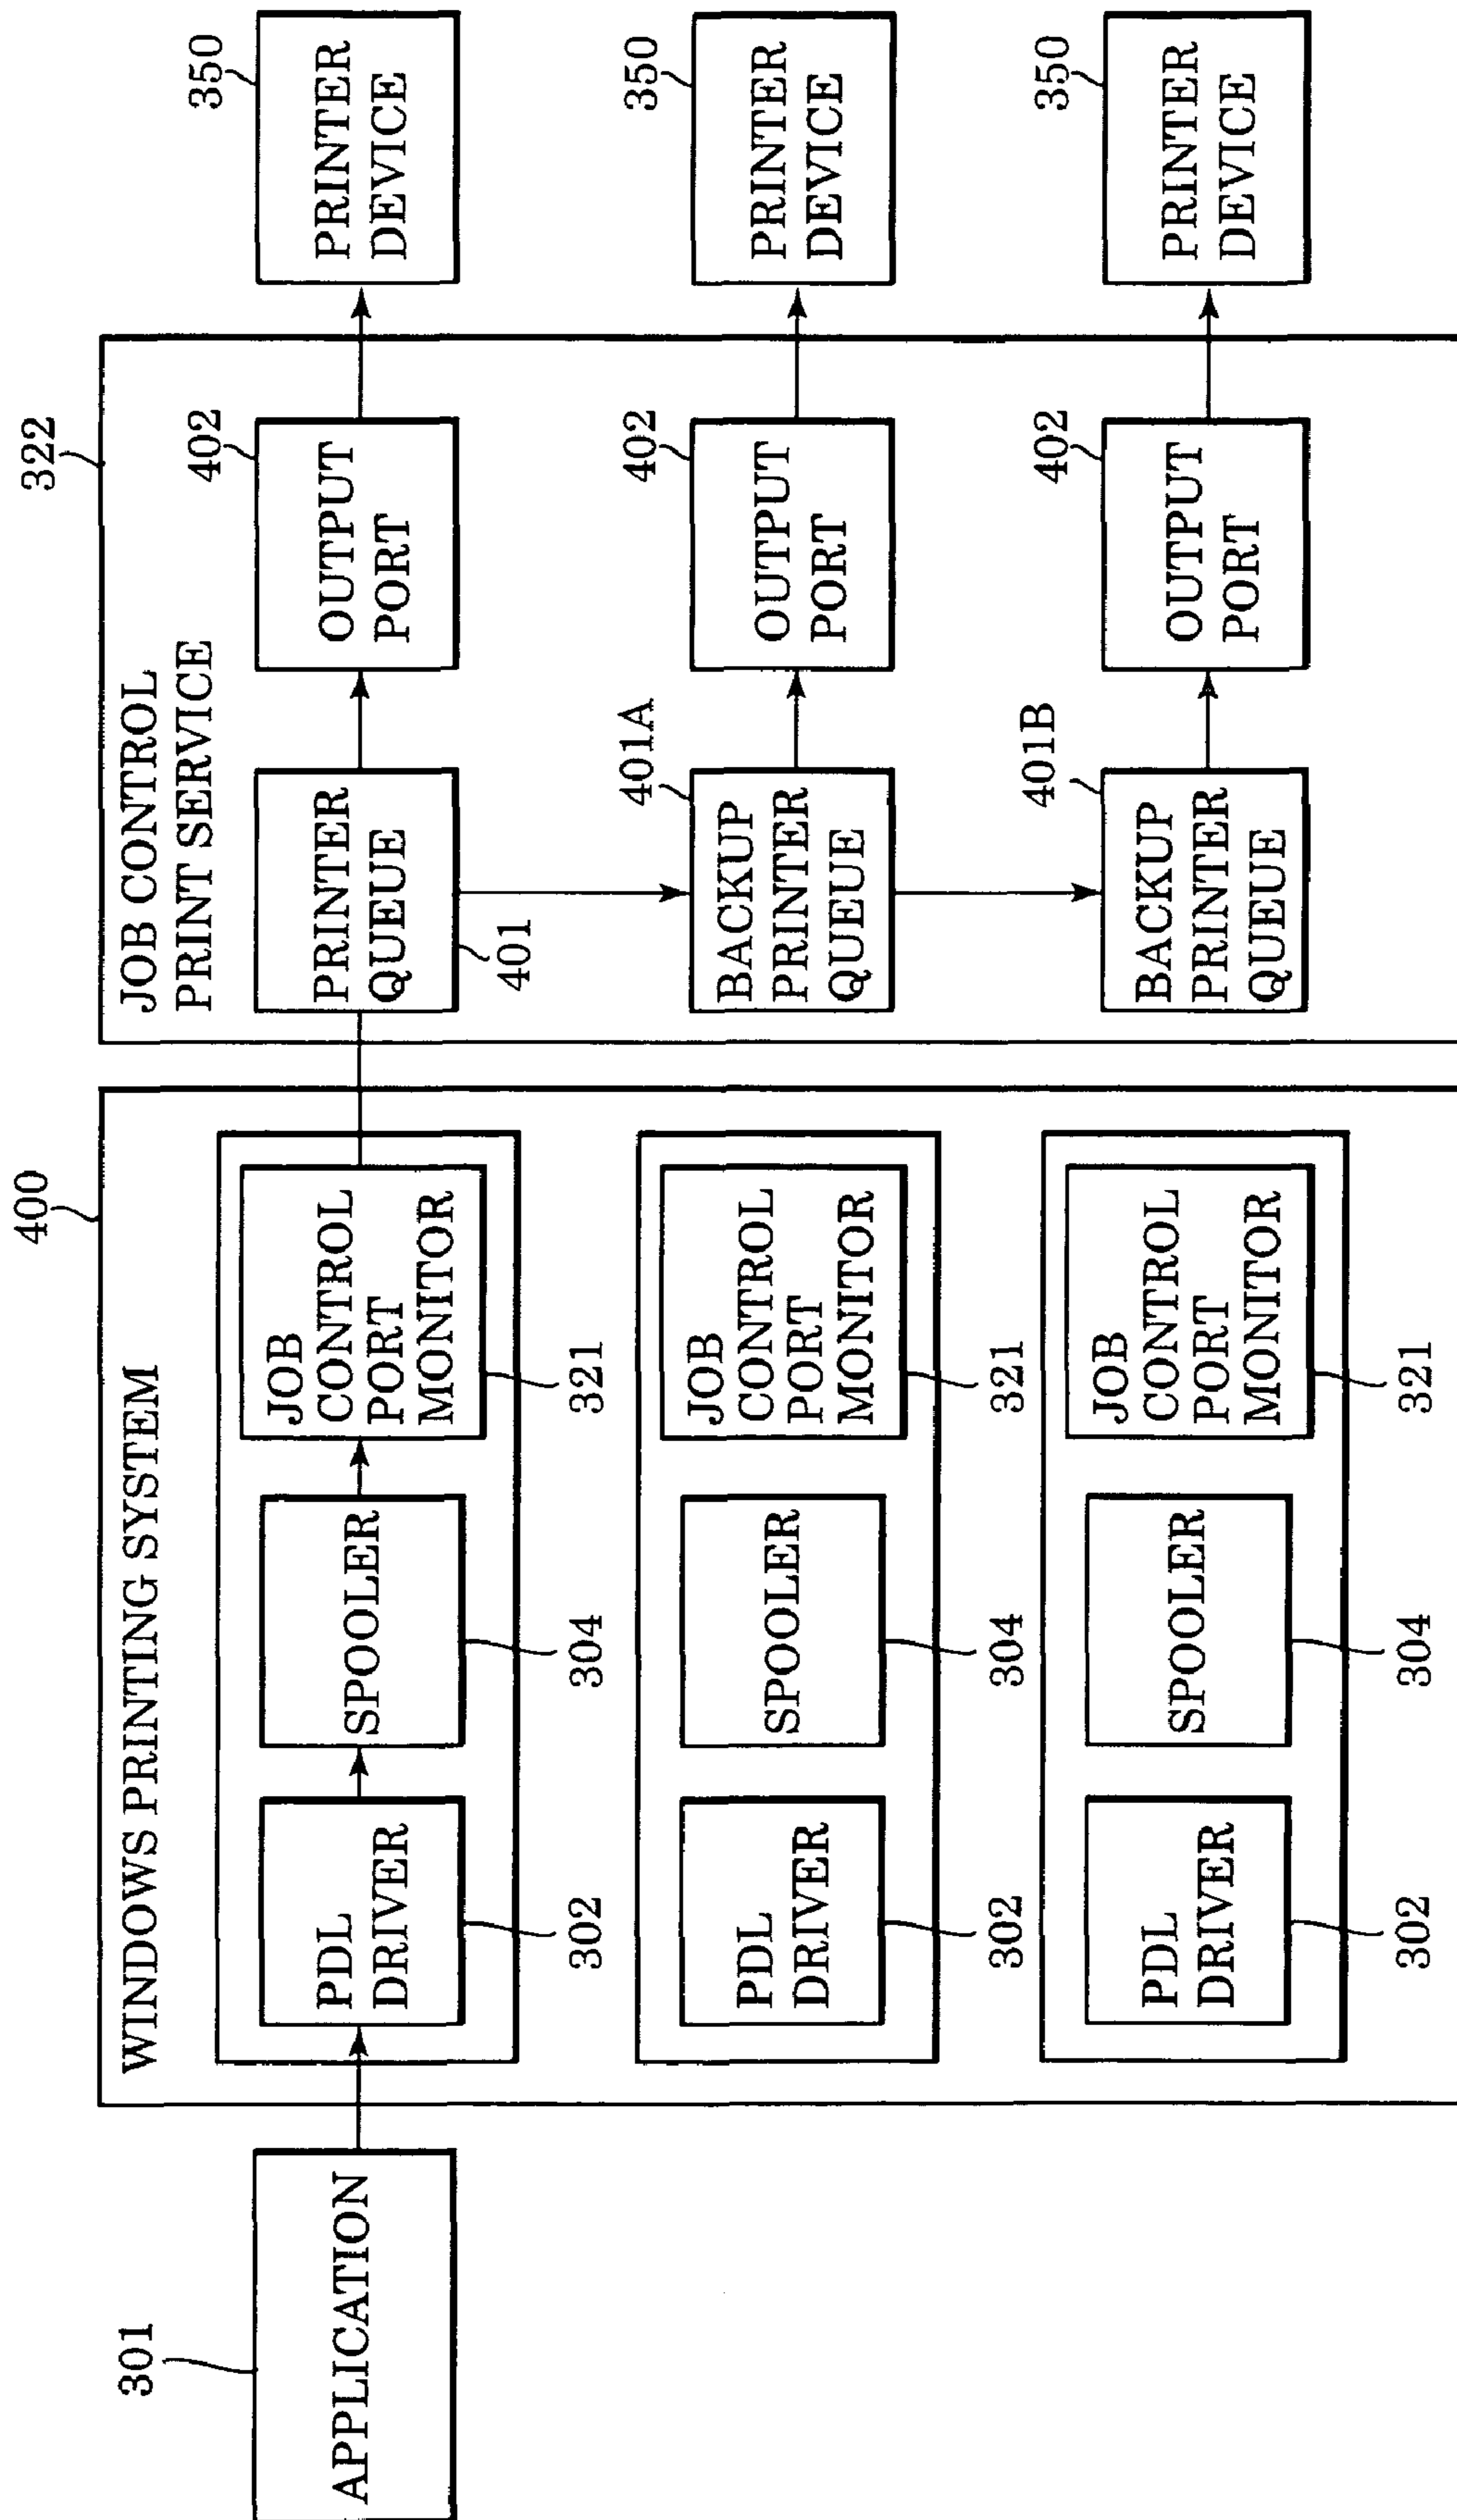 301
APPLICATION
400
WINDOWS PRINTING SYSTEM
PDL
DRIVER
302
SPOOLER
304
JOB
CONTROL
PORT
MONITOR
321
PDL
DRIVER
302
SPOOLER
304
JOB
CONTROL
PORT
MONITOR
321
PDL
DRIVER
302
SPOOLER
304
JOB
CONTROL
PORT
MONITOR
321
322
JOB CONTROL
PRINT SERVICE
PRINTER
QUEUE
401
OUTPUT
PORT
402
PRINTER
DEVICE
350
BACKUP
PRINTER
QUEUE
401A
OUTPUT
PORT
402
PRINTER
DEVICE
350
BACKUP
PRINTER
QUEUE
401B
OUTPUT
PORT
402
PRINTER
DEVICE
350